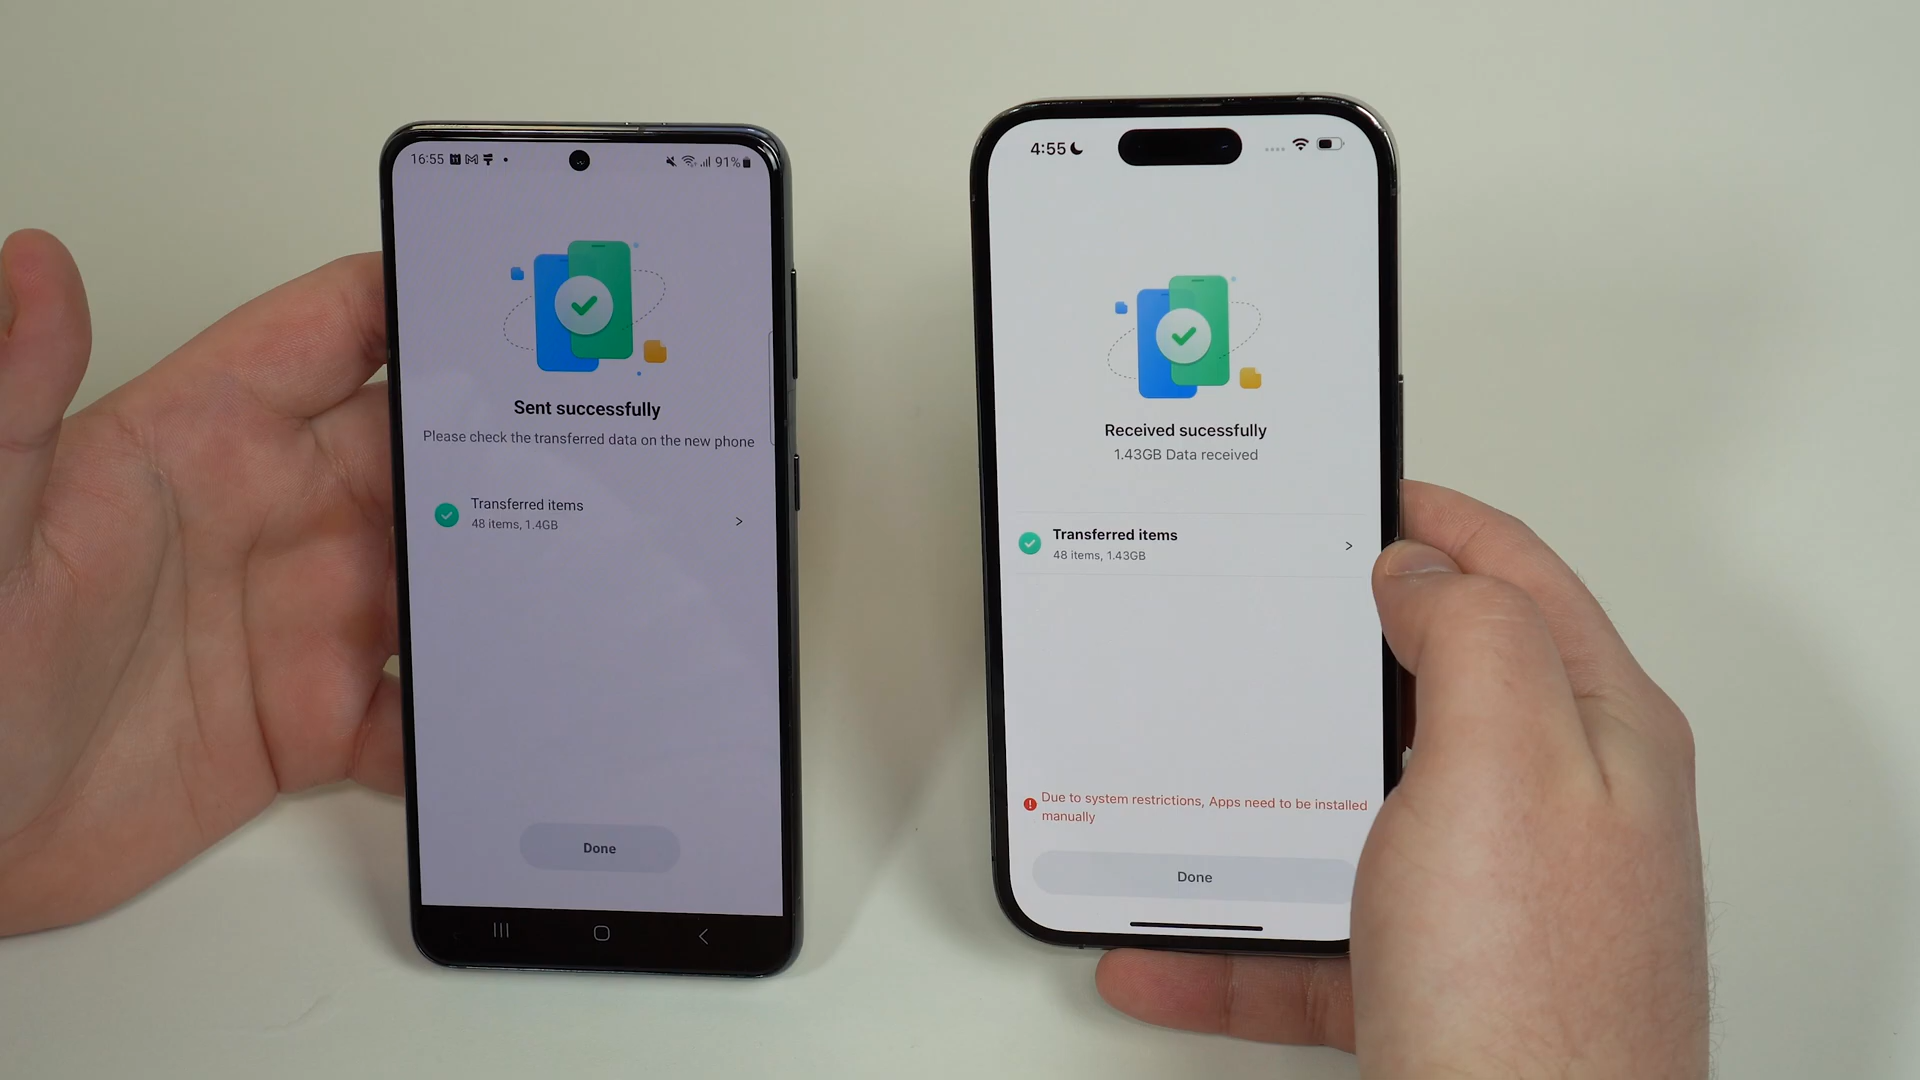 16:55
91%
Sent successfully
Please check the transferred data on the new phone
Transferred items
48 items, 1.4GB
Done
4:55
Received sucessfully
1.43GB Data received
Transferred items
48 items, 1.43GB
Due to system restrictions, Apps need to be installed
manually
Done